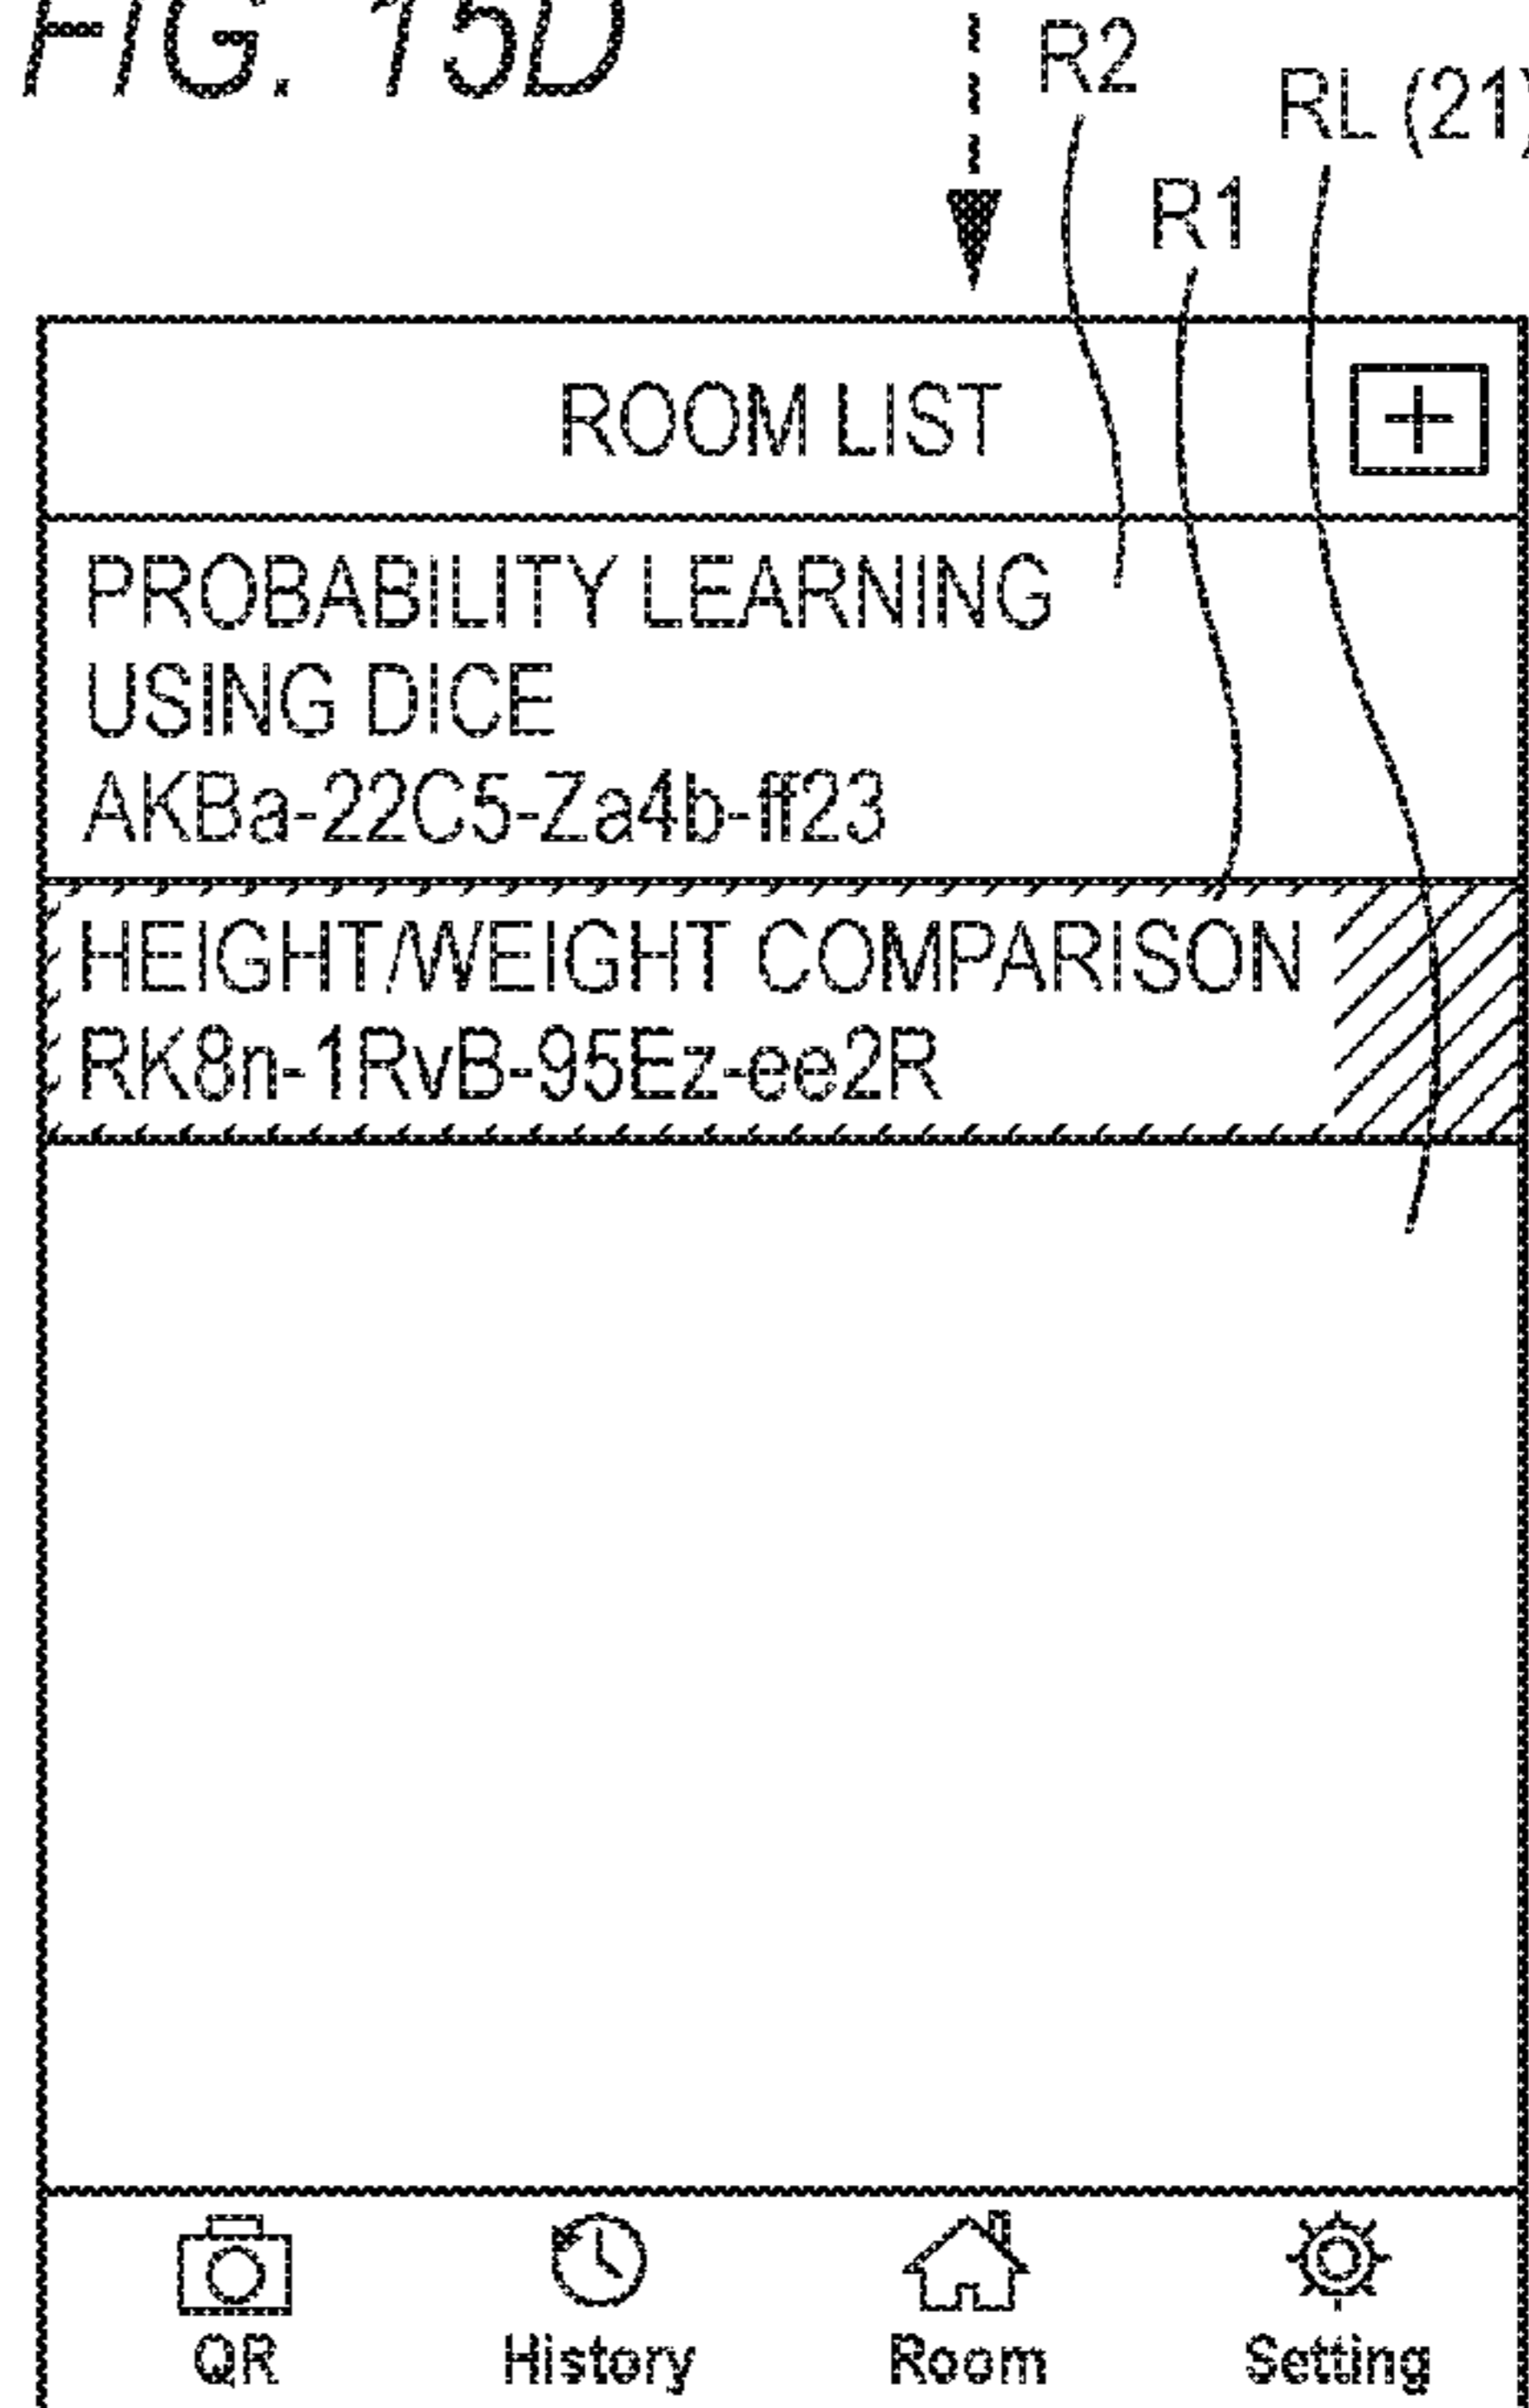 FIG. 15D
R2
RL (21)
R1
ROOM LIST
+
PROBABILITY LEARNING
USING DICE
AKBa-22C5-Za4b-ff23
HEIGHT/WEIGHT COMPARISON
RK8n-1RvB-95Ez-ee2R
QR History Room Setting